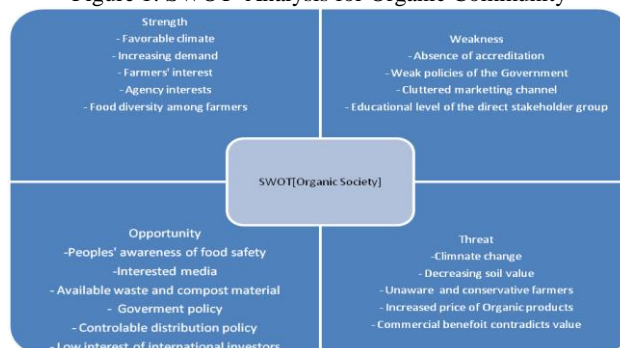 Figure 1: SWOT Analysis for Organic Community
Strength
- Favorable climate
- Increasing demand
- Farmers' interest
- Agency interests
- Food diversity among farmers
Weakness
- Absence of accreditation
- Weak policies of the Government
- Cluttered marketting channel
- Educational level of the direct stakeholder group
SWOT[Organic Society]
Opportunity
-Peoples' awareness of food safety
-Interested media
- Available waste and compost material
- Goverment policy
- Controlable distribution policy
- Low interest of international investors
Threat
-Climnate change
- Decreasing soil value
- Unaware and conservative farmers
- Increased price of Organic products
- Commercial benefoit contradicts value